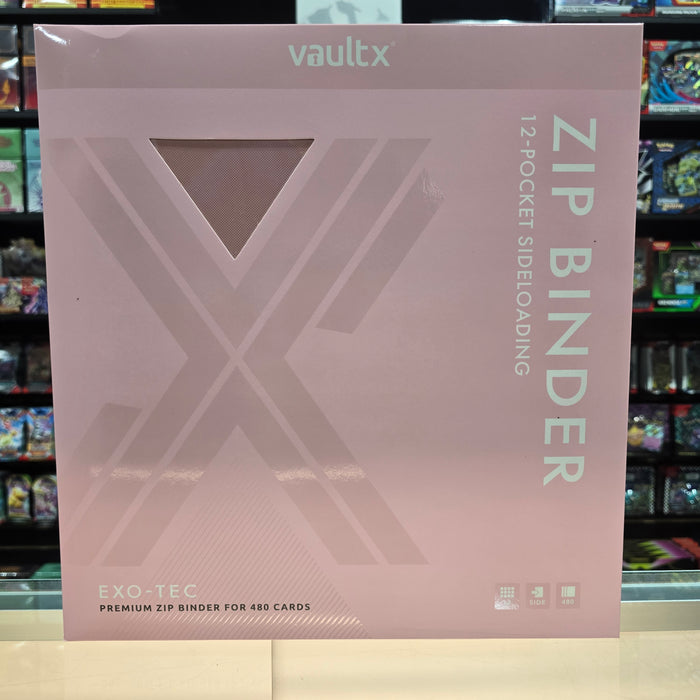 vaultx
ZIP BINDER
12-POCKET SIDELOADING
EXO-TEC
PREMIUM ZIP BINDER FOR 480 CARDS
SIDE
480